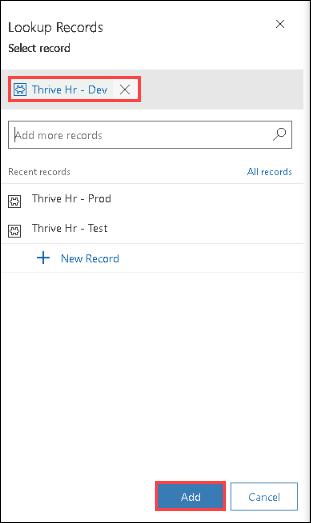 Lookup Records
Select record
Thrive Hr - Dev
Add more records
Recent records All records
Thrive Hr - Prod
Thrive Hr - Test
New Record
Add Cancel